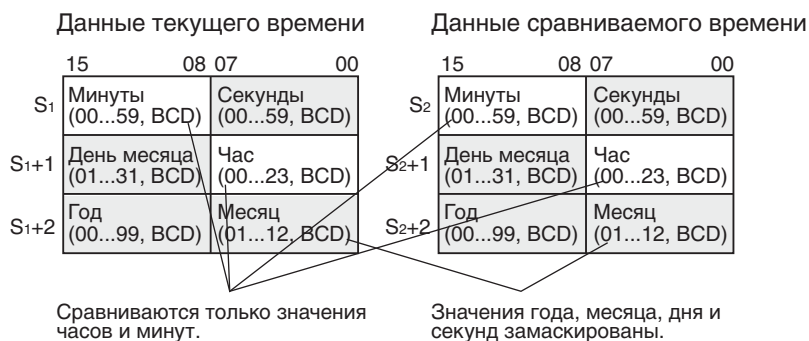 Данные текущего времени
Данные сравниваемого времени
15 08 07 00
15 08 07 00
S1
Минуты
(00...59, BCD)
Секунды
(00...59, BCD)
S2
Минуты
(00...59, BCD)
Секунды
(00...59, BCD)
S1+1
День месяца
(01...31, BCD)
Час
(00...23, BCD)
S2+1
День месяца
(01...31, BCD)
Час
(00...23, BCD)
S1+2
Год
(00...99, BCD)
Месяц
(01...12, BCD)
S2+2
Год
(00...99, BCD)
Месяц
(01...12, BCD)
Сравниваются только значения
часов и минут.
Значения года, месяца, дня и
секунд замаскированы.